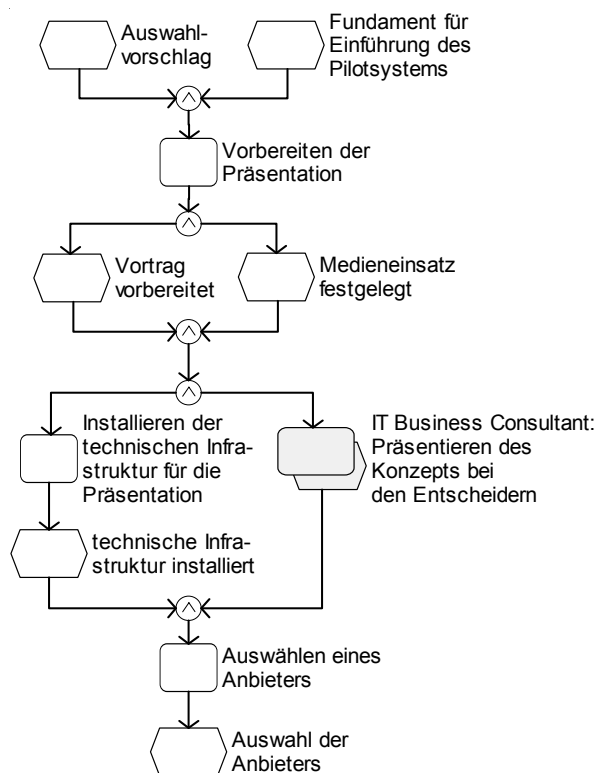 Auswahl-
vorschlag
Fundament für
Einführung des
Pilotsystems
Vorbereiten der
Präsentation
Vortrag
vorbereitet
Medieneinsatz
festgelegt
Installieren der
technischen Infra-
struktur für die
Präsentation
IT Business Consultant:
Präsentieren des
Konzepts bei
den Entscheidern
technische Infra-
struktur installiert
Auswählen eines
Anbieters
Auswahl der
Anbieters